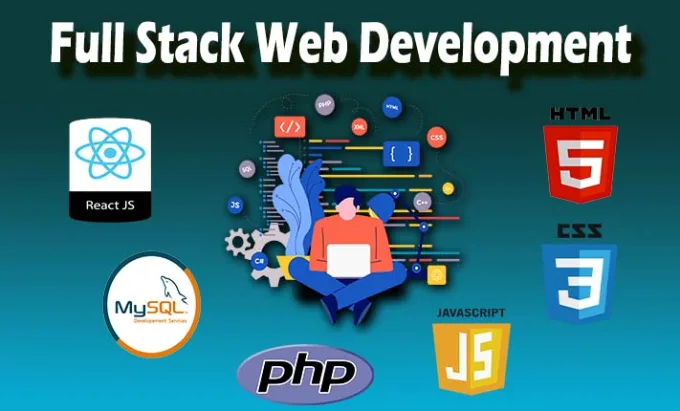 Full Stack Web Development
React JS
MySQL
Development Services
php
JAVASCRIPT
JS
CSS
3
HTML
5
PHP
HTML
</>
XML
CSS
{ }
SQL
JS
C++
C#